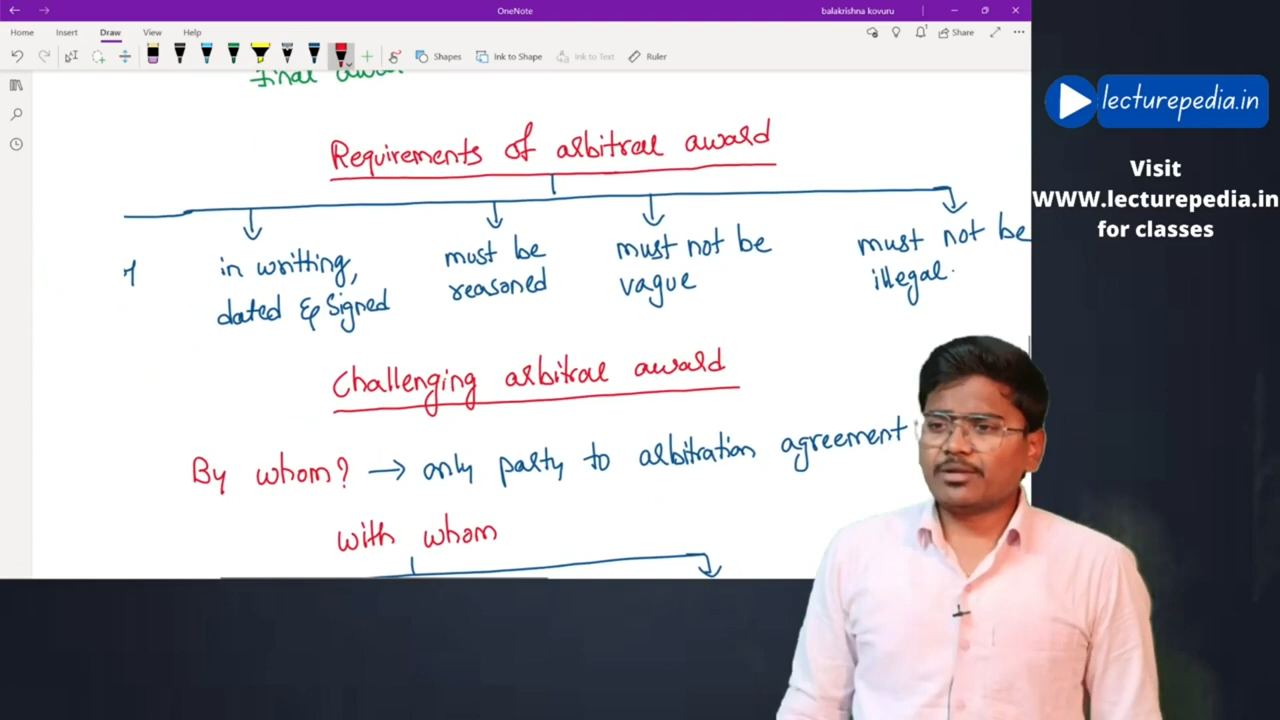 OneNote
balakrishna kovuru
Home Insert Draw View Help
Share
Shapes Ink to Shape Ink to Text Ruler
Final
Requirements of arbitral award
in writting,
dated & Signed
must be
reasoned
must not be
vague
must not be
illegal.
Challenging arbitral award
By whom? → only party to arbitration agreement
with whom
lecturepedia.in
Visit
WWW.lecturepedia.in
for classes